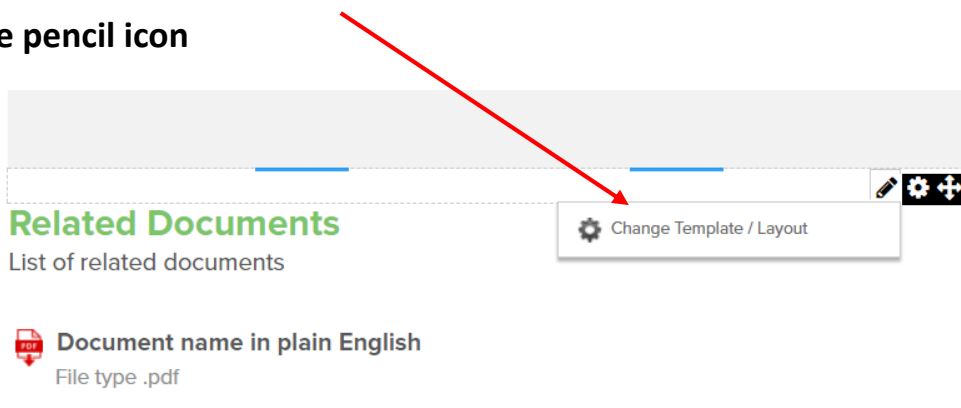 e pencil icon
Related Documents
Change Template / Layout
List of related documents
PDF
Document name in plain English
File type .pdf